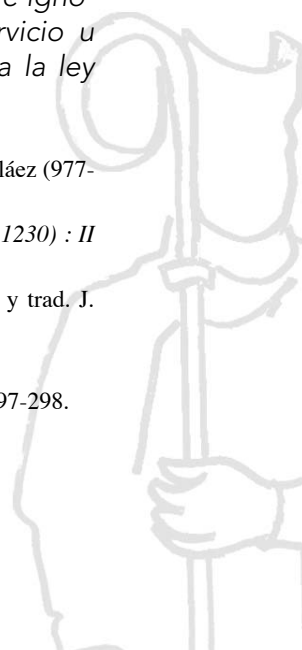 e igno
rvicio u
a la ley
láez (977-
1230) : II
y trad. J.
97-298.